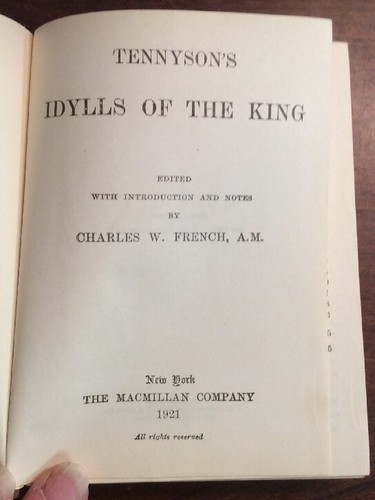 TENNYSON'S
IDYLLS OF THE KING
EDITED
WITH INTRODUCTION AND NOTES
BY
CHARLES W. FRENCH, A.M.
New York
THE MACMILLAN COMPANY
1921
All rights reserved